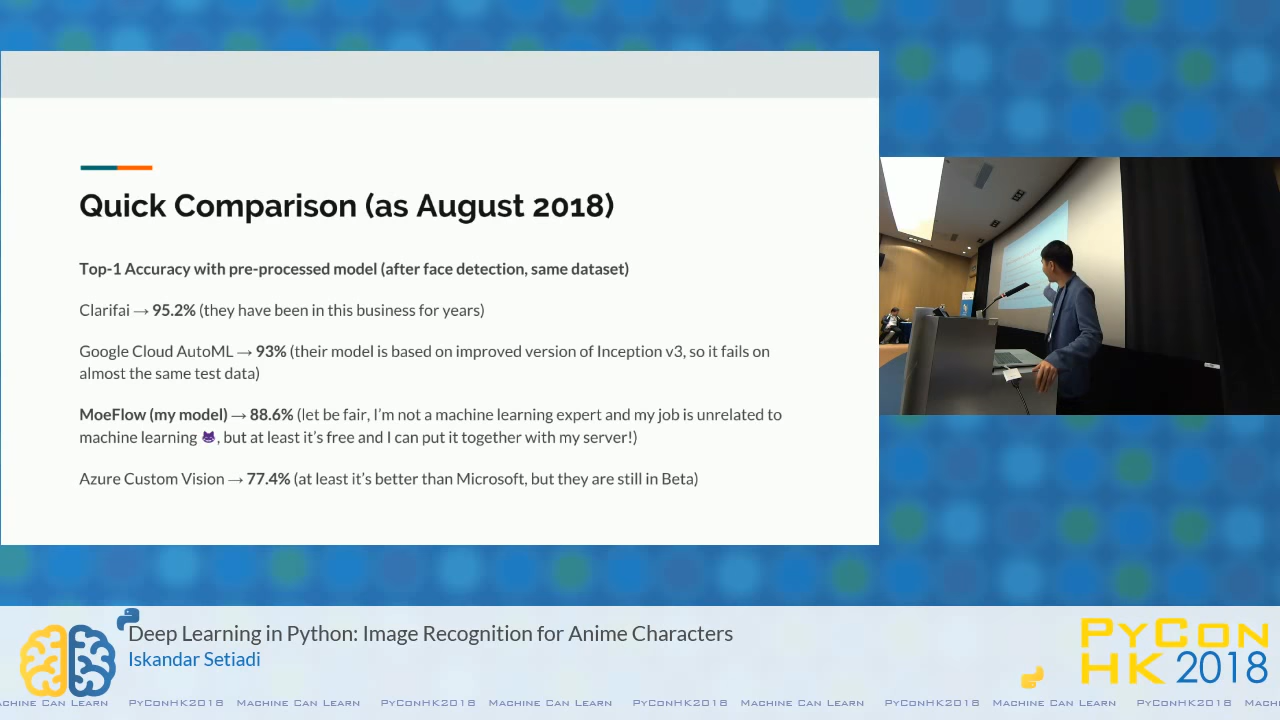 Quick Comparison (as August 2018)
Top-1 Accuracy with pre-processed model (after face detection, same dataset)
Clarifai → 95.2% (they have been in this business for years)
Google Cloud AutoML → 93% (their model is based on improved version of Inception v3, so it fails on
almost the same test data)
MoeFlow (my model) → 88.6% (let be fair, I’m not a machine learning expert and my job is unrelated to
machine learning 😈, but at least it’s free and I can put it together with my server!)
Azure Custom Vision → 77.4% (at least it’s better than Microsoft, but they are still in Beta)
Deep Learning in Python: Image Recognition for Anime Characters
Iskandar Setiadi
PyCon
HK 2018
achine Can Learn PyConHK2018 Machine Can Learn PyConHK2018 Machine Can Learn PyConHK2018 Machine Can Learn PyConHK2018 Machine Can Learn PyConHK2018 Mach